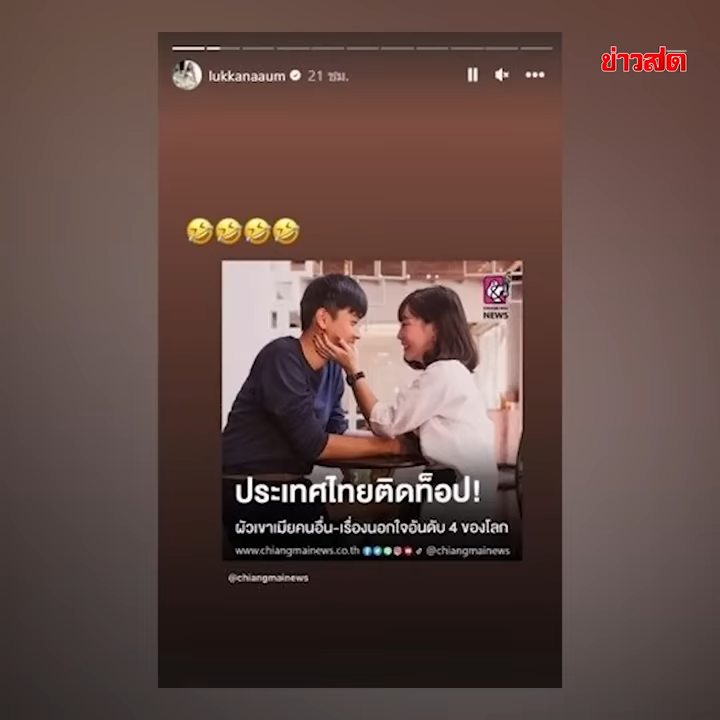 ข่าวสด
lukkanaaum 21 ชม.
🤣🤣🤣🤣
NEWS
ประเทศไทยติดท็อป!
ผัวเขาเมียคนอื่น-เรื่องนอกใจอันดับ 4 ของโลก
www.chiangmainews.co.th @chiangmainews
@chiangmainews